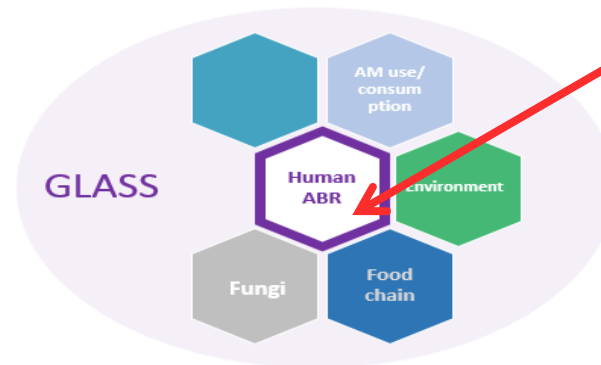 AM use/
consum
ption
GLASS
Human
ABR
Environment
Fungi
Food
chain